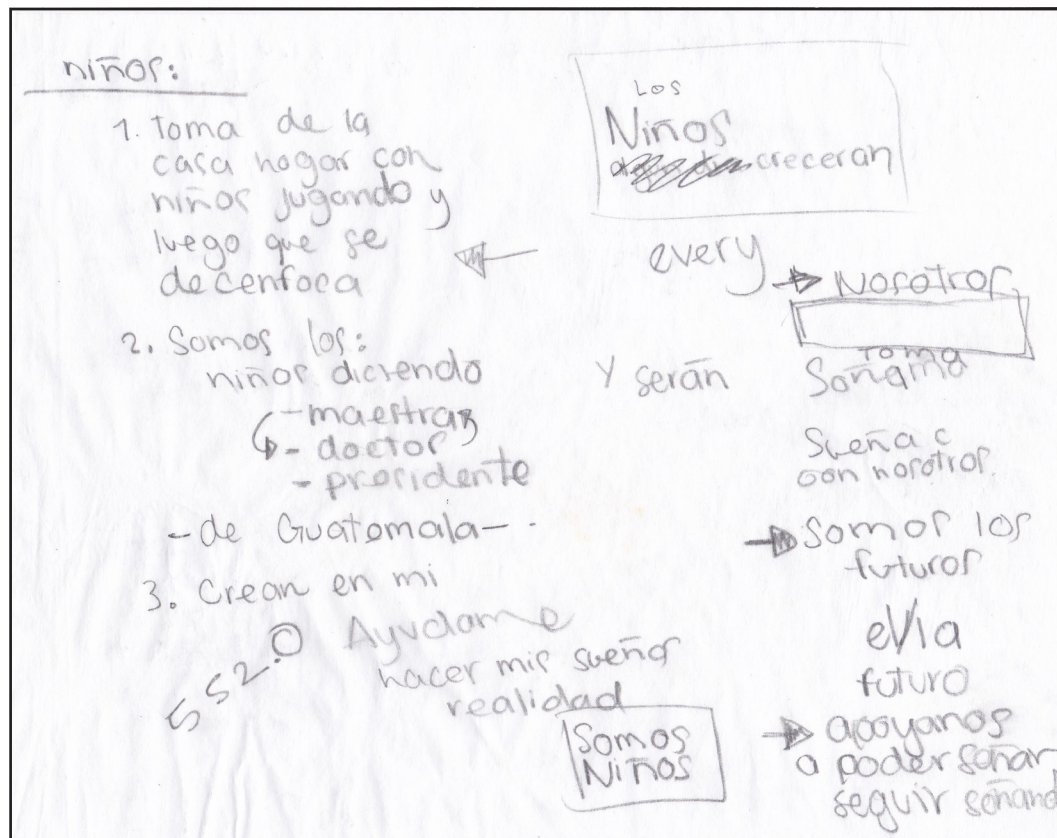 niños:
1. Toma de la
casa hogar con
niños jugando y
luego que se
decenfoca
2. Somos los:
niños diciendo
- maestras
- doctor
- presidente
- de Guatemala -
3. Crean en mi
Ayudame
hacer mis sueños
realidad
Los
Niños
creceran
every
Nosotros
Y serán
toma
Sueña c
con nosotros.
Somos los
futuros
el/la
futuro
Somos
Niños
apoyanos
a poder soñar,
seguir soñand